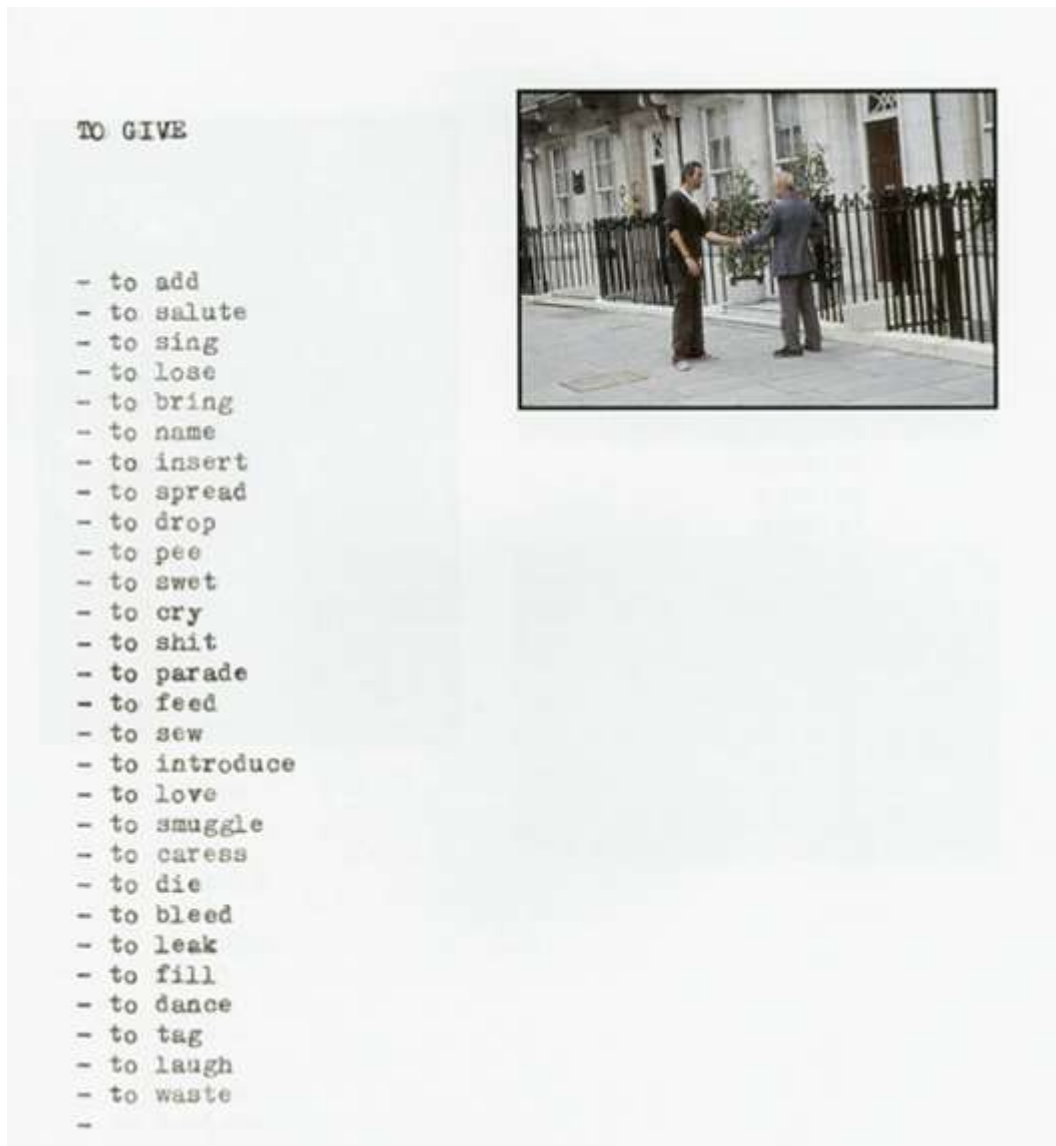 TO GIVE
- to add
- to salute
- to sing
- to lose
- to bring
- to name
- to insert
- to spread
- to drop
- to pee
- to swet
- to cry
- to shit
- to parade
- to feed
- to sew
- to introduce
- to love
- to smuggle
- to caress
- to die
- to bleed
- to leak
- to fill
- to dance
- to tag
- to laugh
- to waste
-